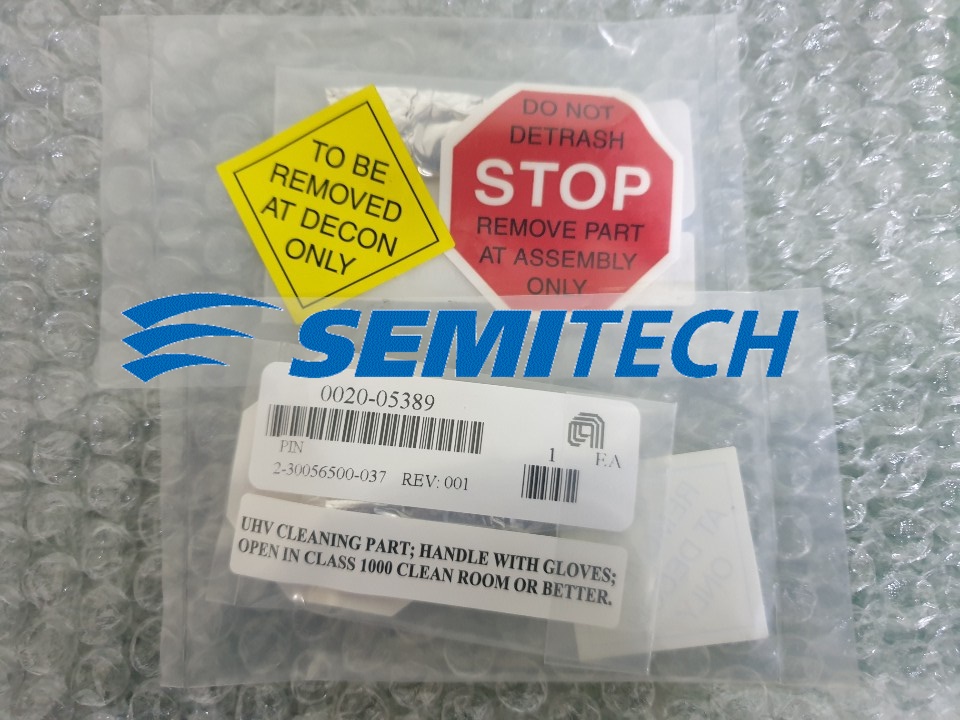 TO BE
REMOVED
AT DECON
ONLY
DO NOT
DETRASH
STOP
REMOVE PART
AT ASSEMBLY
ONLY
SEMITECH
0020-05389
PIN
1 EA
2-30056500-037 REV: 001
UHV CLEANING PART; HANDLE WITH GLOVES;
OPEN IN CLASS 1000 CLEAN ROOM OR BETTER.